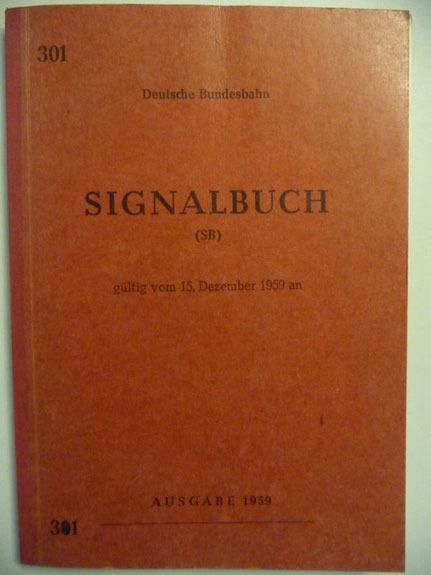 301
Deutsche Bundesbahn
SIGNALBUCH
(SB)
gültig vom 15. Dezember 1959 an
AUSGABE 1959
301